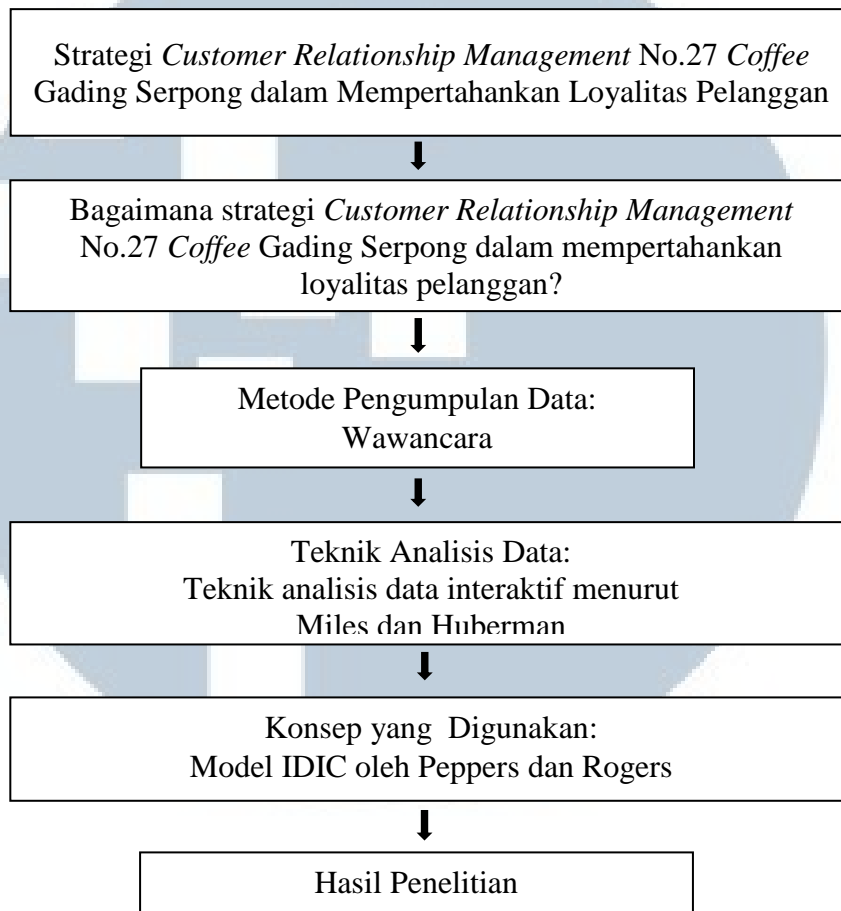 Strategi Customer Relationship Management No.27 Coffee
Gading Serpong dalam Mempertahankan Loyalitas Pelanggan
Bagaimana strategi Customer Relationship Management
No.27 Coffee Gading Serpong dalam mempertahankan
loyalitas pelanggan?
Metode Pengumpulan Data:
Wawancara
Teknik Analisis Data:
Teknik analisis data interaktif menurut
Miles dan Huberman
Konsep yang Digunakan:
Model IDIC oleh Peppers dan Rogers
Hasil Penelitian